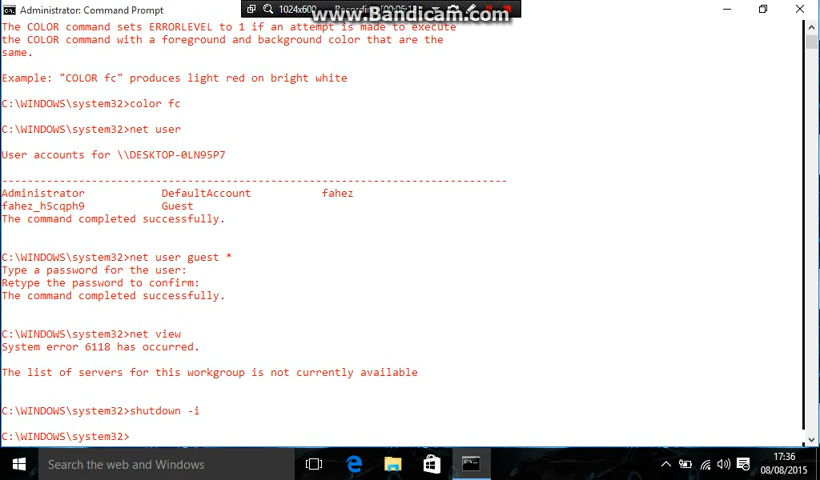 Administrator: Command Prompt
1024x600
www.Bandicam.com
The COLOR command sets ERRORLEVEL to 1 if an attempt is made to execute
the COLOR command with a foreground and background color that are the
same.
Example: "COLOR fc" produces light red on bright white
C:\WINDOWS\system32>color fc
C:\WINDOWS\system32>net user
User accounts for \\DESKTOP-0LN95P7
-------------------------------------------------------------------------------
Administrator DefaultAccount fahez
fahez_h5cqph9 Guest
The command completed successfully.
C:\WINDOWS\system32>net user guest *
Type a password for the user:
Retype the password to confirm:
The command completed successfully.
C:\WINDOWS\system32>net view
System error 6118 has occurred.
The list of servers for this workgroup is not currently available
C:\WINDOWS\system32>shutdown -i
C:\WINDOWS\system32>
Search the web and Windows
17:36
08/08/2015